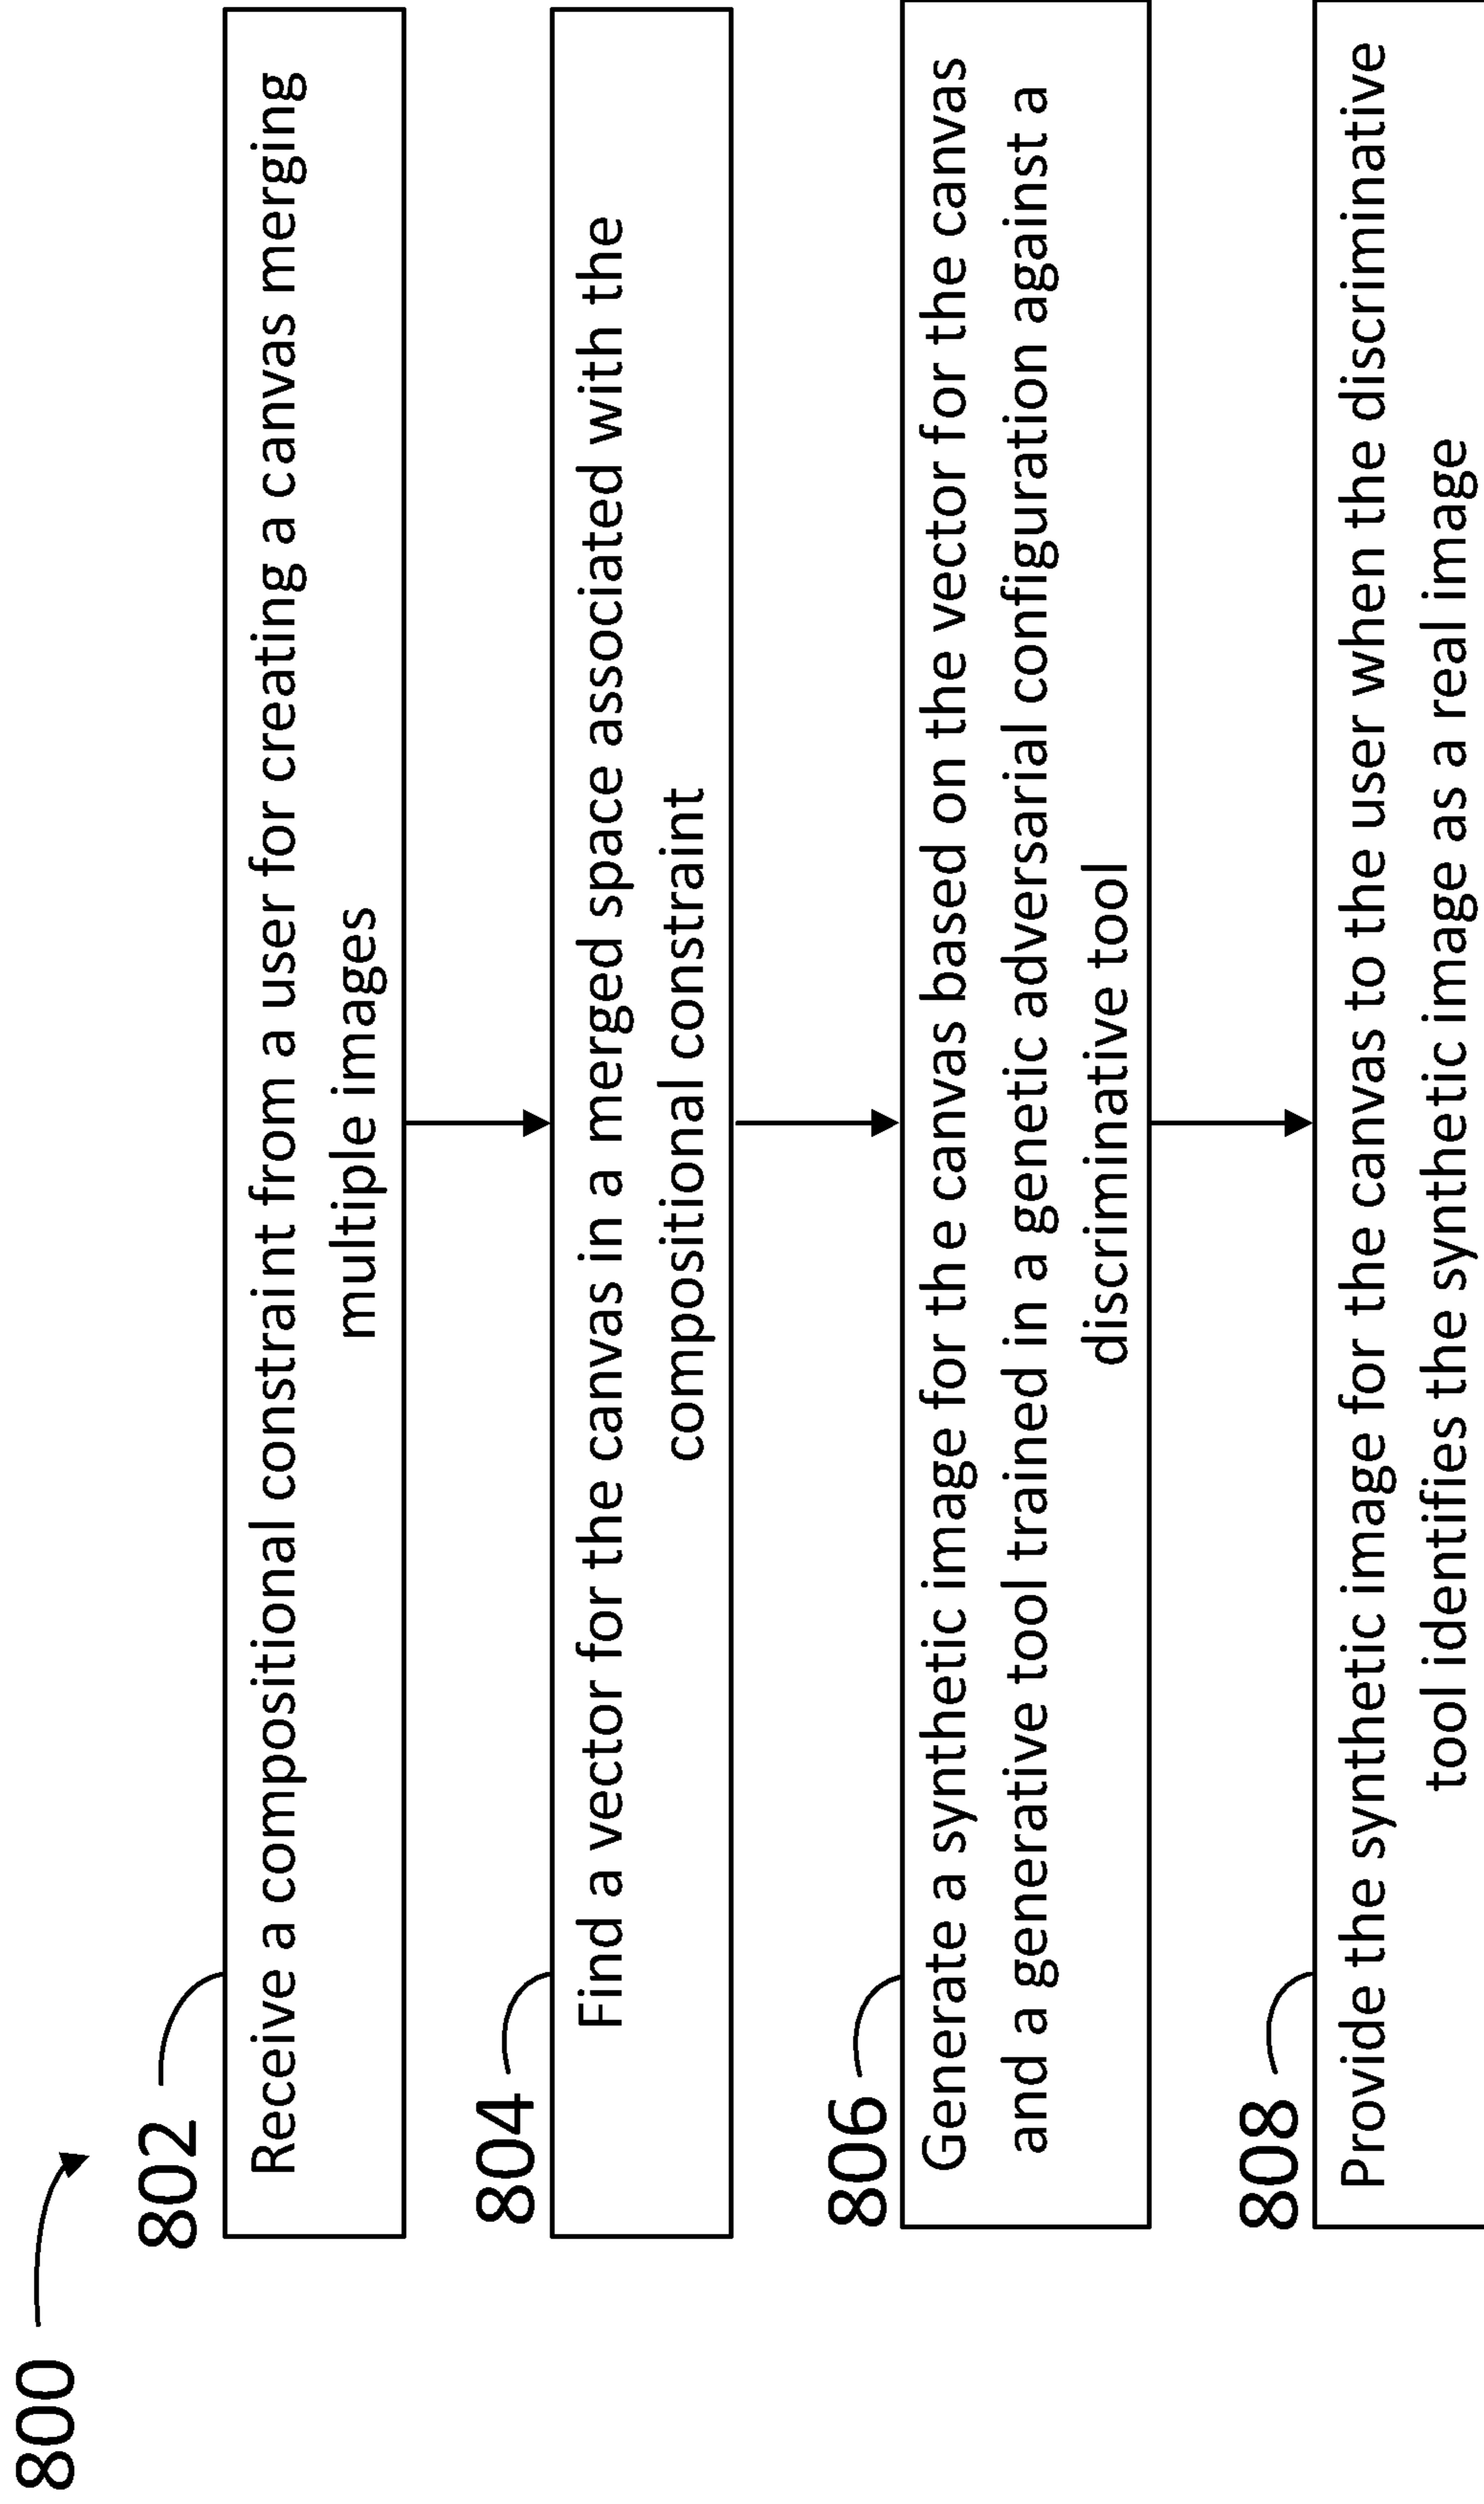 800
802
Receive a compositional constraint from a user for creating a canvas merging
multiple images
804
Find a vector for the canvas in a merged space associated with the
compositional constraint
806
Generate a synthetic image for the canvas based on the vector for the canvas
and a generative tool trained in a genetic adversarial configuration against a
discriminative tool
808
Provide the synthetic image for the canvas to the user when the discriminative
tool identifies the synthetic image as a real image